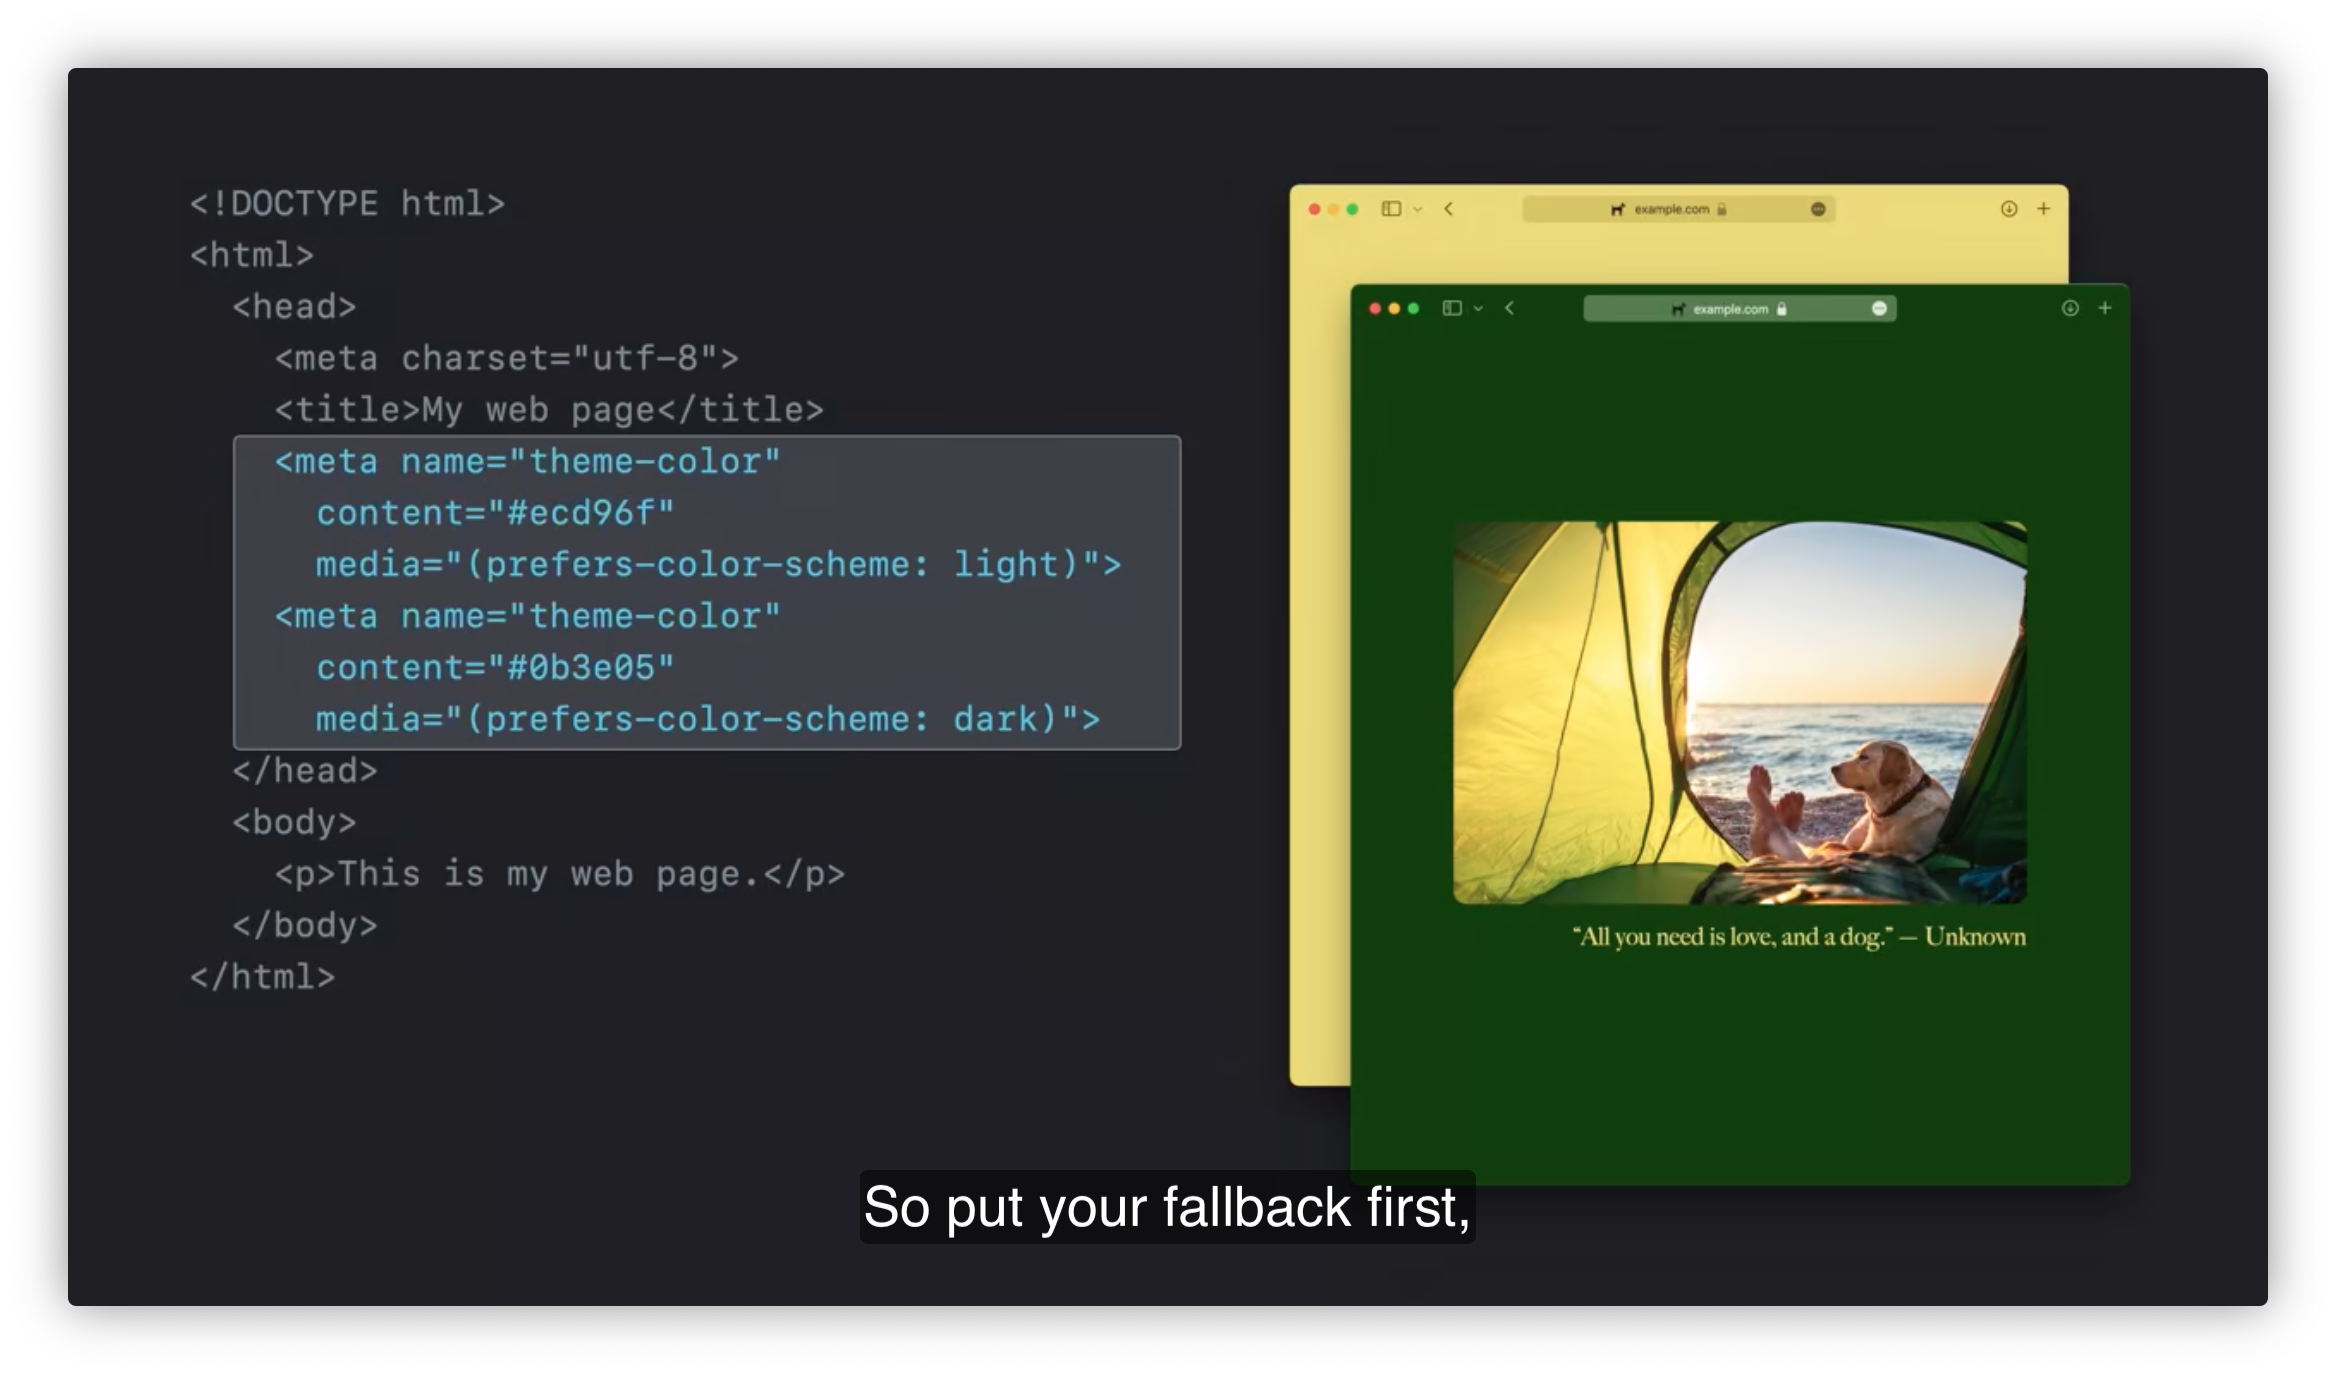 <!DOCTYPE html>
<html>
<head>
<meta charset="utf-8">
<title>My web page</title>
<meta name="theme-color"
content="#ecd96f"
media="(prefers-color-scheme: light)">
<meta name="theme-color"
content="#0b3e05"
media="(prefers-color-scheme: dark)">
</head>
<body>
<p>This is my web page.</p>
</body>
</html>
example.com
example.com
“All you need is love, and a dog.” — Unknown
So put your fallback first,